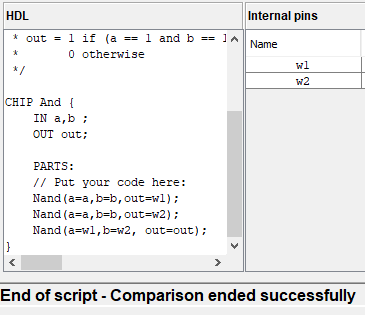 HDL
Internal pins
 * out = 1 if (a == 1 and b == 1
 *       0 otherwise
 */
CHIP And {
    IN a,b ;
    OUT out;
    PARTS:
    // Put your code here:
    Nand(a=a,b=b,out=w1);
    Nand(a=a,b=b,out=w2);
    Nand(a=w1,b=w2, out=out);
}
Name
w1
w2
End of script - Comparison ended successfully